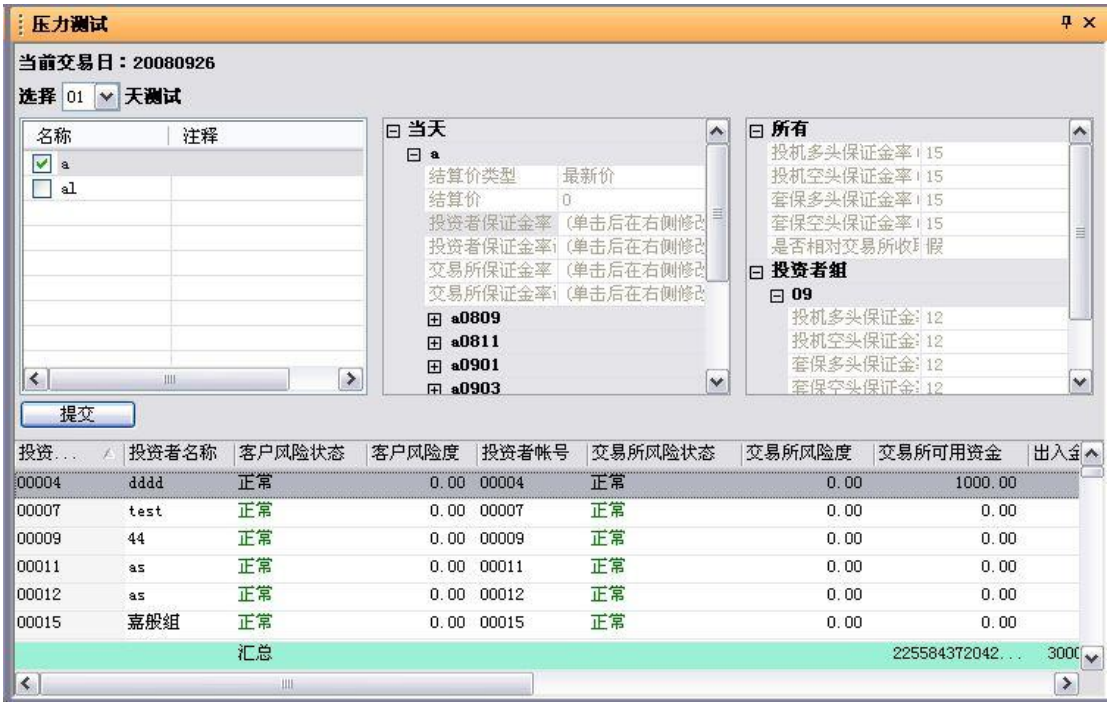 压力测试
当前交易日：20080926
选择 01 天测试
名称 注释
a
al
当天
a
结算价类型 最新价
结算价 0
投资者保证金率 (单击后在右侧修改
投资者保证金率 (单击后在右侧修改
交易所保证金率 (单击后在右侧修改
交易所保证金率 (单击后在右侧修改
a0809
a0811
a0901
a0903
所有
投机多头保证金率 15
投机空头保证金率 15
套保多头保证金率 15
套保空头保证金率 15
是否相对交易所收取 假
投资者组
09
投机多头保证金 12
投机空头保证金 12
套保多头保证金 12
套保空头保证金 12
提交
投资... 投资者名称 客户风险状态 客户风险度 投资者帐号 交易所风险状态 交易所风险度 交易所可用资金 出入金
00004 dddd 正常 0.00 00004 正常 0.00 1000.00
00007 test 正常 0.00 00007 正常 0.00 0.00
00009 44 正常 0.00 00009 正常 0.00 0.00
00011 as 正常 0.00 00011 正常 0.00 0.00
00012 as 正常 0.00 00012 正常 0.00 0.00
00015 嘉般组 正常 0.00 00015 正常 0.00 0.00
汇总 225584372042... 300